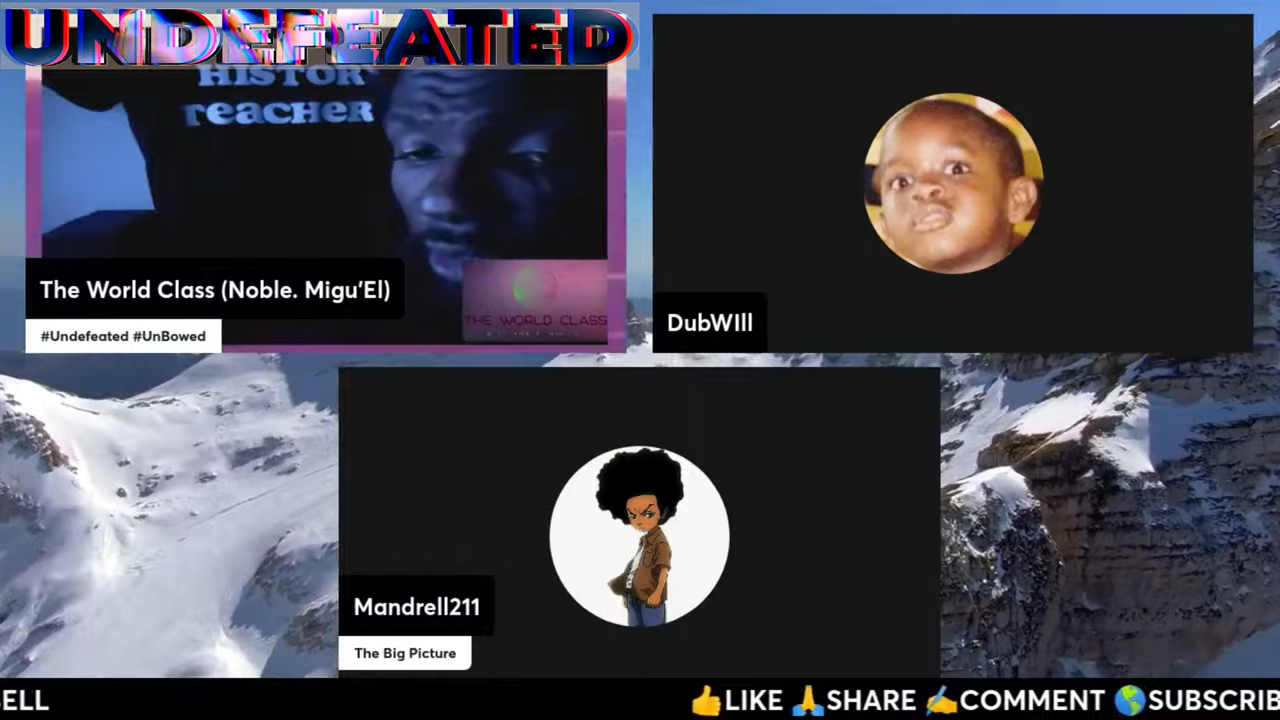 UNDEFEATED
HISTOR
TEACHER
The World Class (Noble. Migu'El)
#Undefeated #UnBowed
THE WORLD CLASS
DubWIll
Mandrell211
The Big Picture
ELL 👍LIKE 🙏SHARE ✍COMMENT 🌎SUBSCRIB